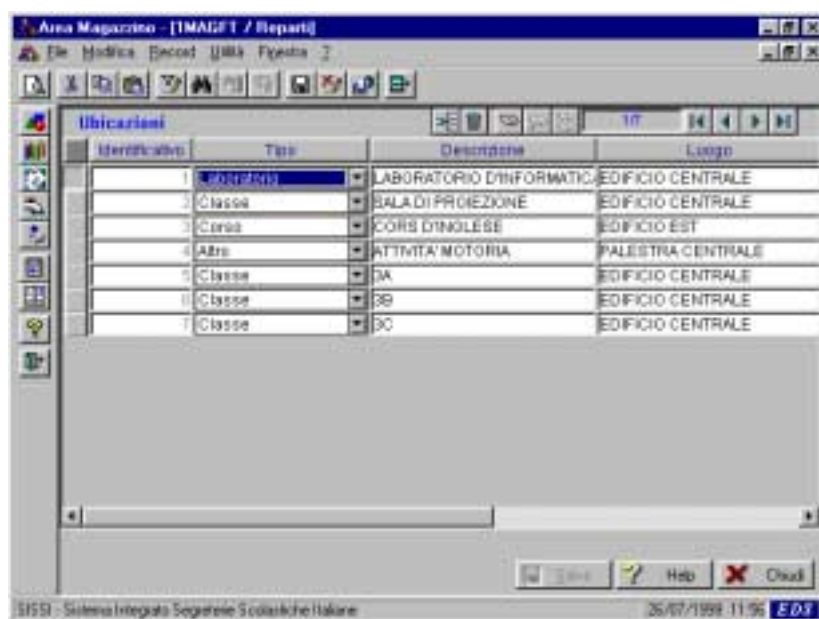 Area Magazzino - [1MAGFT / Reparti]
File Modifica Record Utilità Finestra ?
Ubicazioni 1/7
Identificativo Tipo Descrizione Luogo
1 Laboratorio LABORATORIO D'INFORMATICA EDIFICIO CENTRALE
2 Classe SALA DI PROIEZIONE EDIFICIO CENTRALE
3 Corso CORS D'INGLESE EDIFICIO EST
4 Altro ATTIVITA' MOTORIA PALESTRA CENTRALE
5 Classe 3A EDIFICIO CENTRALE
6 Classe 3B EDIFICIO CENTRALE
7 Classe 3C EDIFICIO CENTRALE
Help Chiudi
SISSI - Sistema Integrato Segreterie Scolastiche Italiane 26/07/1999 11:56 EDS